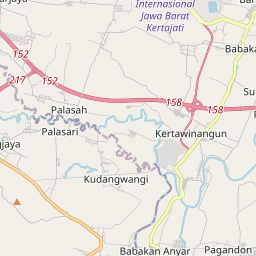 Internasional
Jawa Barat
Kertajati
Babaka
152
152
217
158
158
Palasah
Palasari
Kertawinangun
Kudangwangi
Babakan Anyar
Pagandon